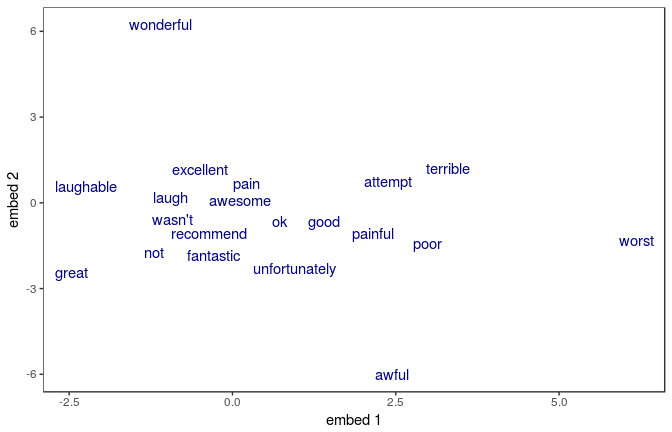 wonderful
6
3
excellent
terrible
laughable
pain
attempt
laugh
awesome
0
wasn't
ok
good
recommend
painful
worst
poor
not
fantastic
unfortunately
great
-3
awful
-6
embed 2
-2.5
0.0
2.5
5.0
embed 1